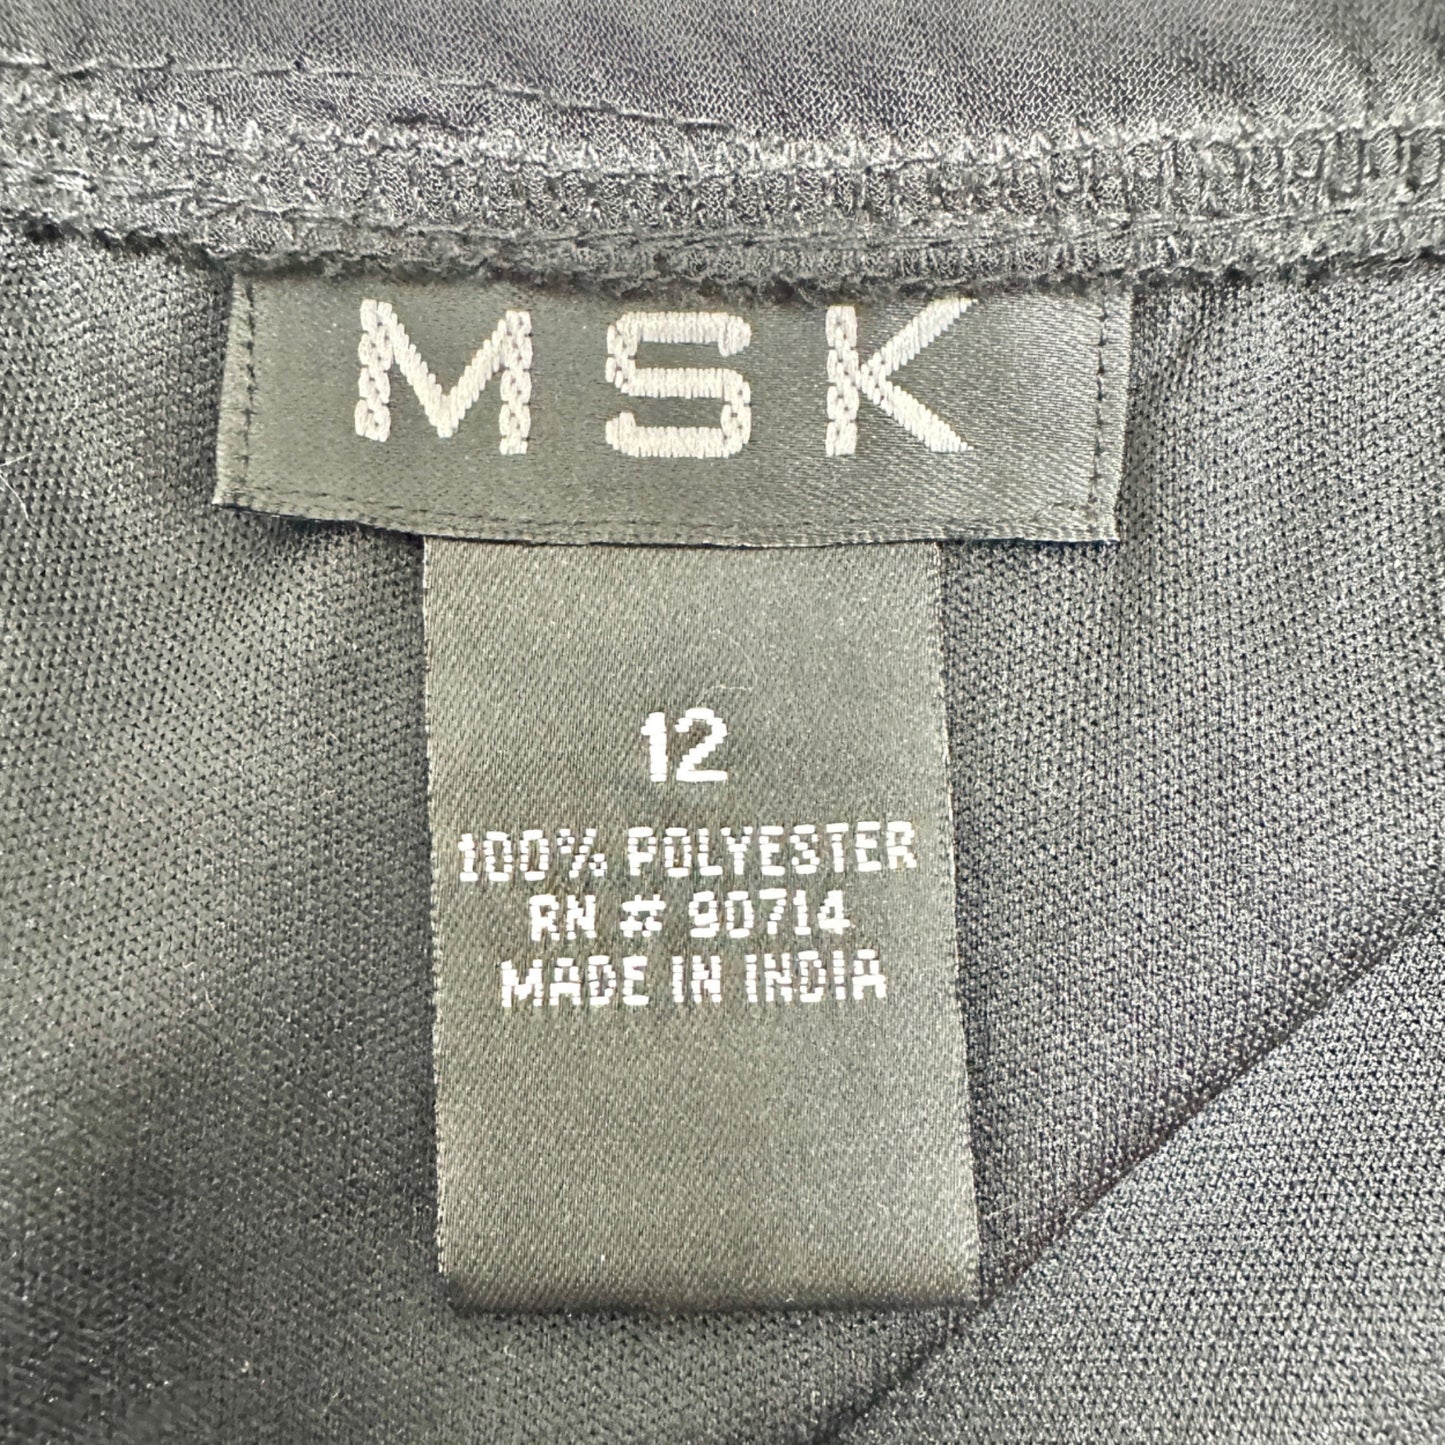 MSK
12
100% POLYESTER
RN # 90714
MADE IN INDIA